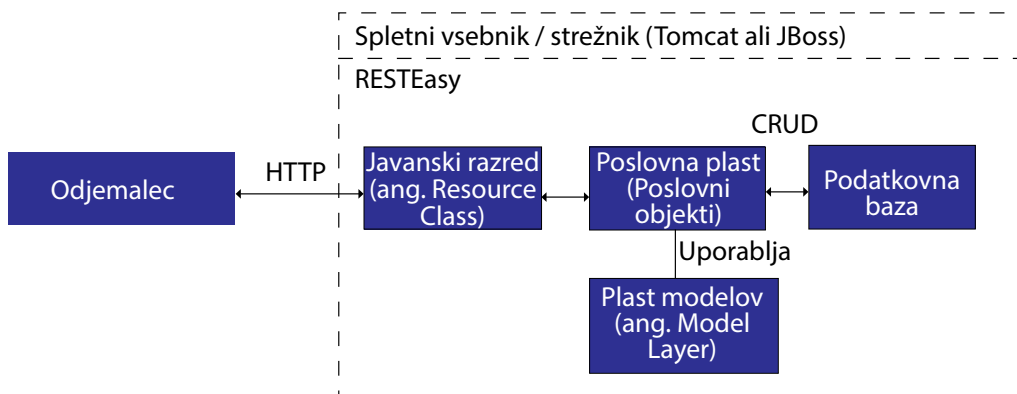 Spletni vsebnik / strežnik (Tomcat ali JBoss)
RESTEasy
CRUD
Odjemalec
HTTP
Javanski razred
(ang. Resource
Class)
Poslovna plast
(Poslovni
objekti)
Podatkovna
baza
Uporablja
Plast modelov
(ang. Model
Layer)